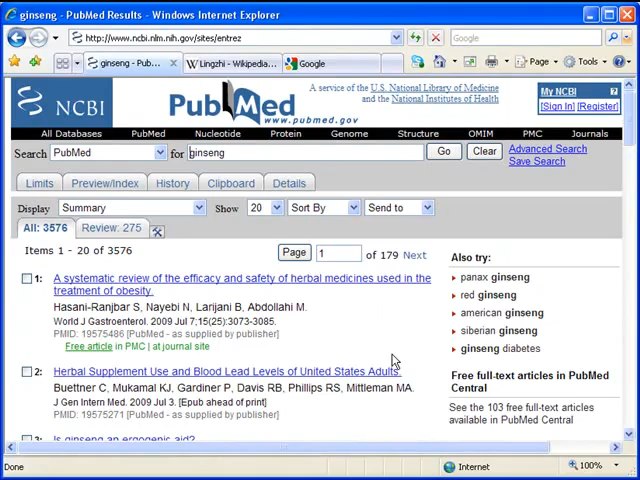 ginseng - PubMed Results - Windows Internet Explorer
http://www.ncbi.nlm.nih.gov/sites/entrez
Google
ginseng - Pub...
Lingzhi - Wikipedia...
Google
Page
Tools
NCBI
PubMed
www.pubmed.gov
A service of the U.S. National Library of Medicine
and the National Institutes of Health
My NCBI
?
[Sign In] [Register]
All Databases PubMed Nucleotide Protein Genome Structure OMIM PMC Journals
Search PubMed for ginseng Go Clear
Advanced Search
Save Search
Limits Preview/Index History Clipboard Details
Display Summary Show 20 Sort By Send to
All: 3576 Review: 275
Items 1 - 20 of 3576
Page 1 of 179 Next
1: A systematic review of the efficacy and safety of herbal medicines used in the
treatment of obesity.
Hasani-Ranjbar S, Nayebi N, Larijani B, Abdollahi M.
World J Gastroenterol. 2009 Jul 7;15(25):3073-3085.
PMID: 19575486 [PubMed - as supplied by publisher]
Free article in PMC | at journal site
2: Herbal Supplement Use and Blood Lead Levels of United States Adults.
Buettner C, Mukamal KJ, Gardiner P, Davis RB, Phillips RS, Mittleman MA.
J Gen Intern Med. 2009 Jul 3. [Epub ahead of print]
PMID: 19575271 [PubMed - as supplied by publisher]
3: Is ginseng an ergogenic aid?
Also try:
panax ginseng
red ginseng
american ginseng
siberian ginseng
ginseng diabetes
Free full-text articles in PubMed
Central
See the 103 free full-text articles
available in PubMed Central
Done
Internet
100%